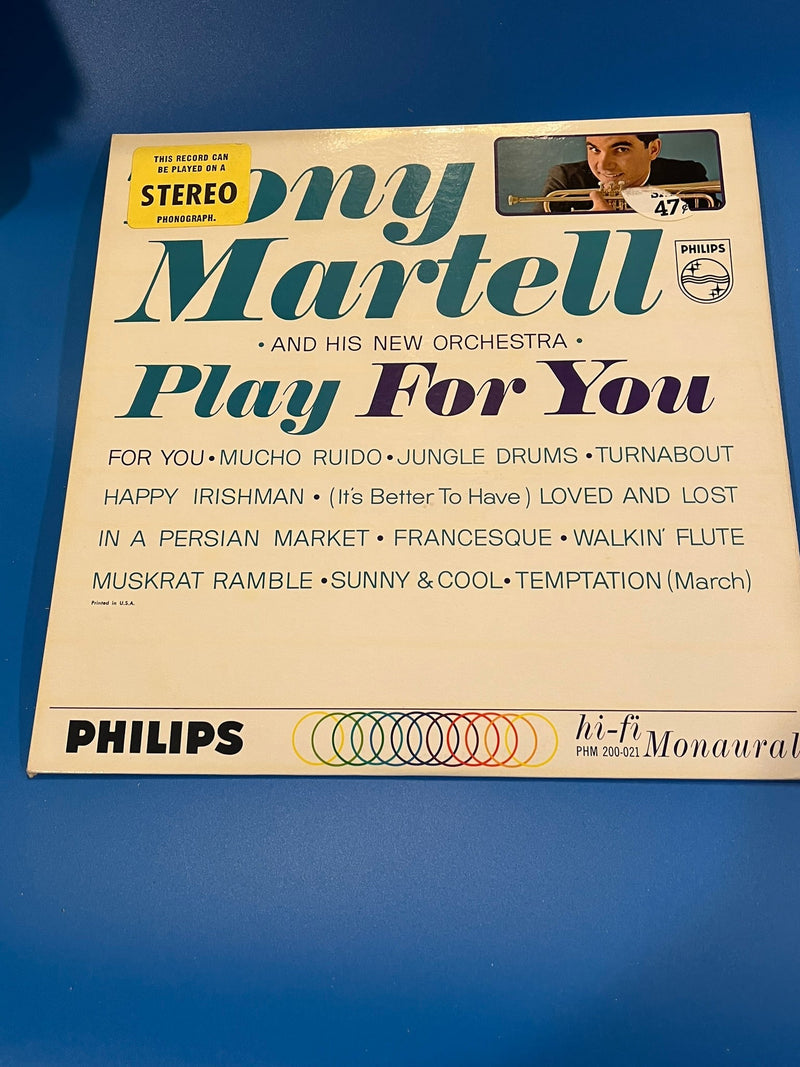 THIS RECORD CAN
BE PLAYED ON A
STEREO
PHONOGRAPH.
ony
47¢
PHILIPS
Martell
• AND HIS NEW ORCHESTRA •
Play For You
FOR YOU • MUCHO RUIDO • JUNGLE DRUMS • TURNABOUT
HAPPY IRISHMAN • (It's Better To Have) LOVED AND LOST
IN A PERSIAN MARKET • FRANCESQUE • WALKIN' FLUTE
MUSKRAT RAMBLE • SUNNY & COOL • TEMPTATION (March)
Printed in U.S.A.
PHILIPS
hi-fi
PHM 200-021 Monaural